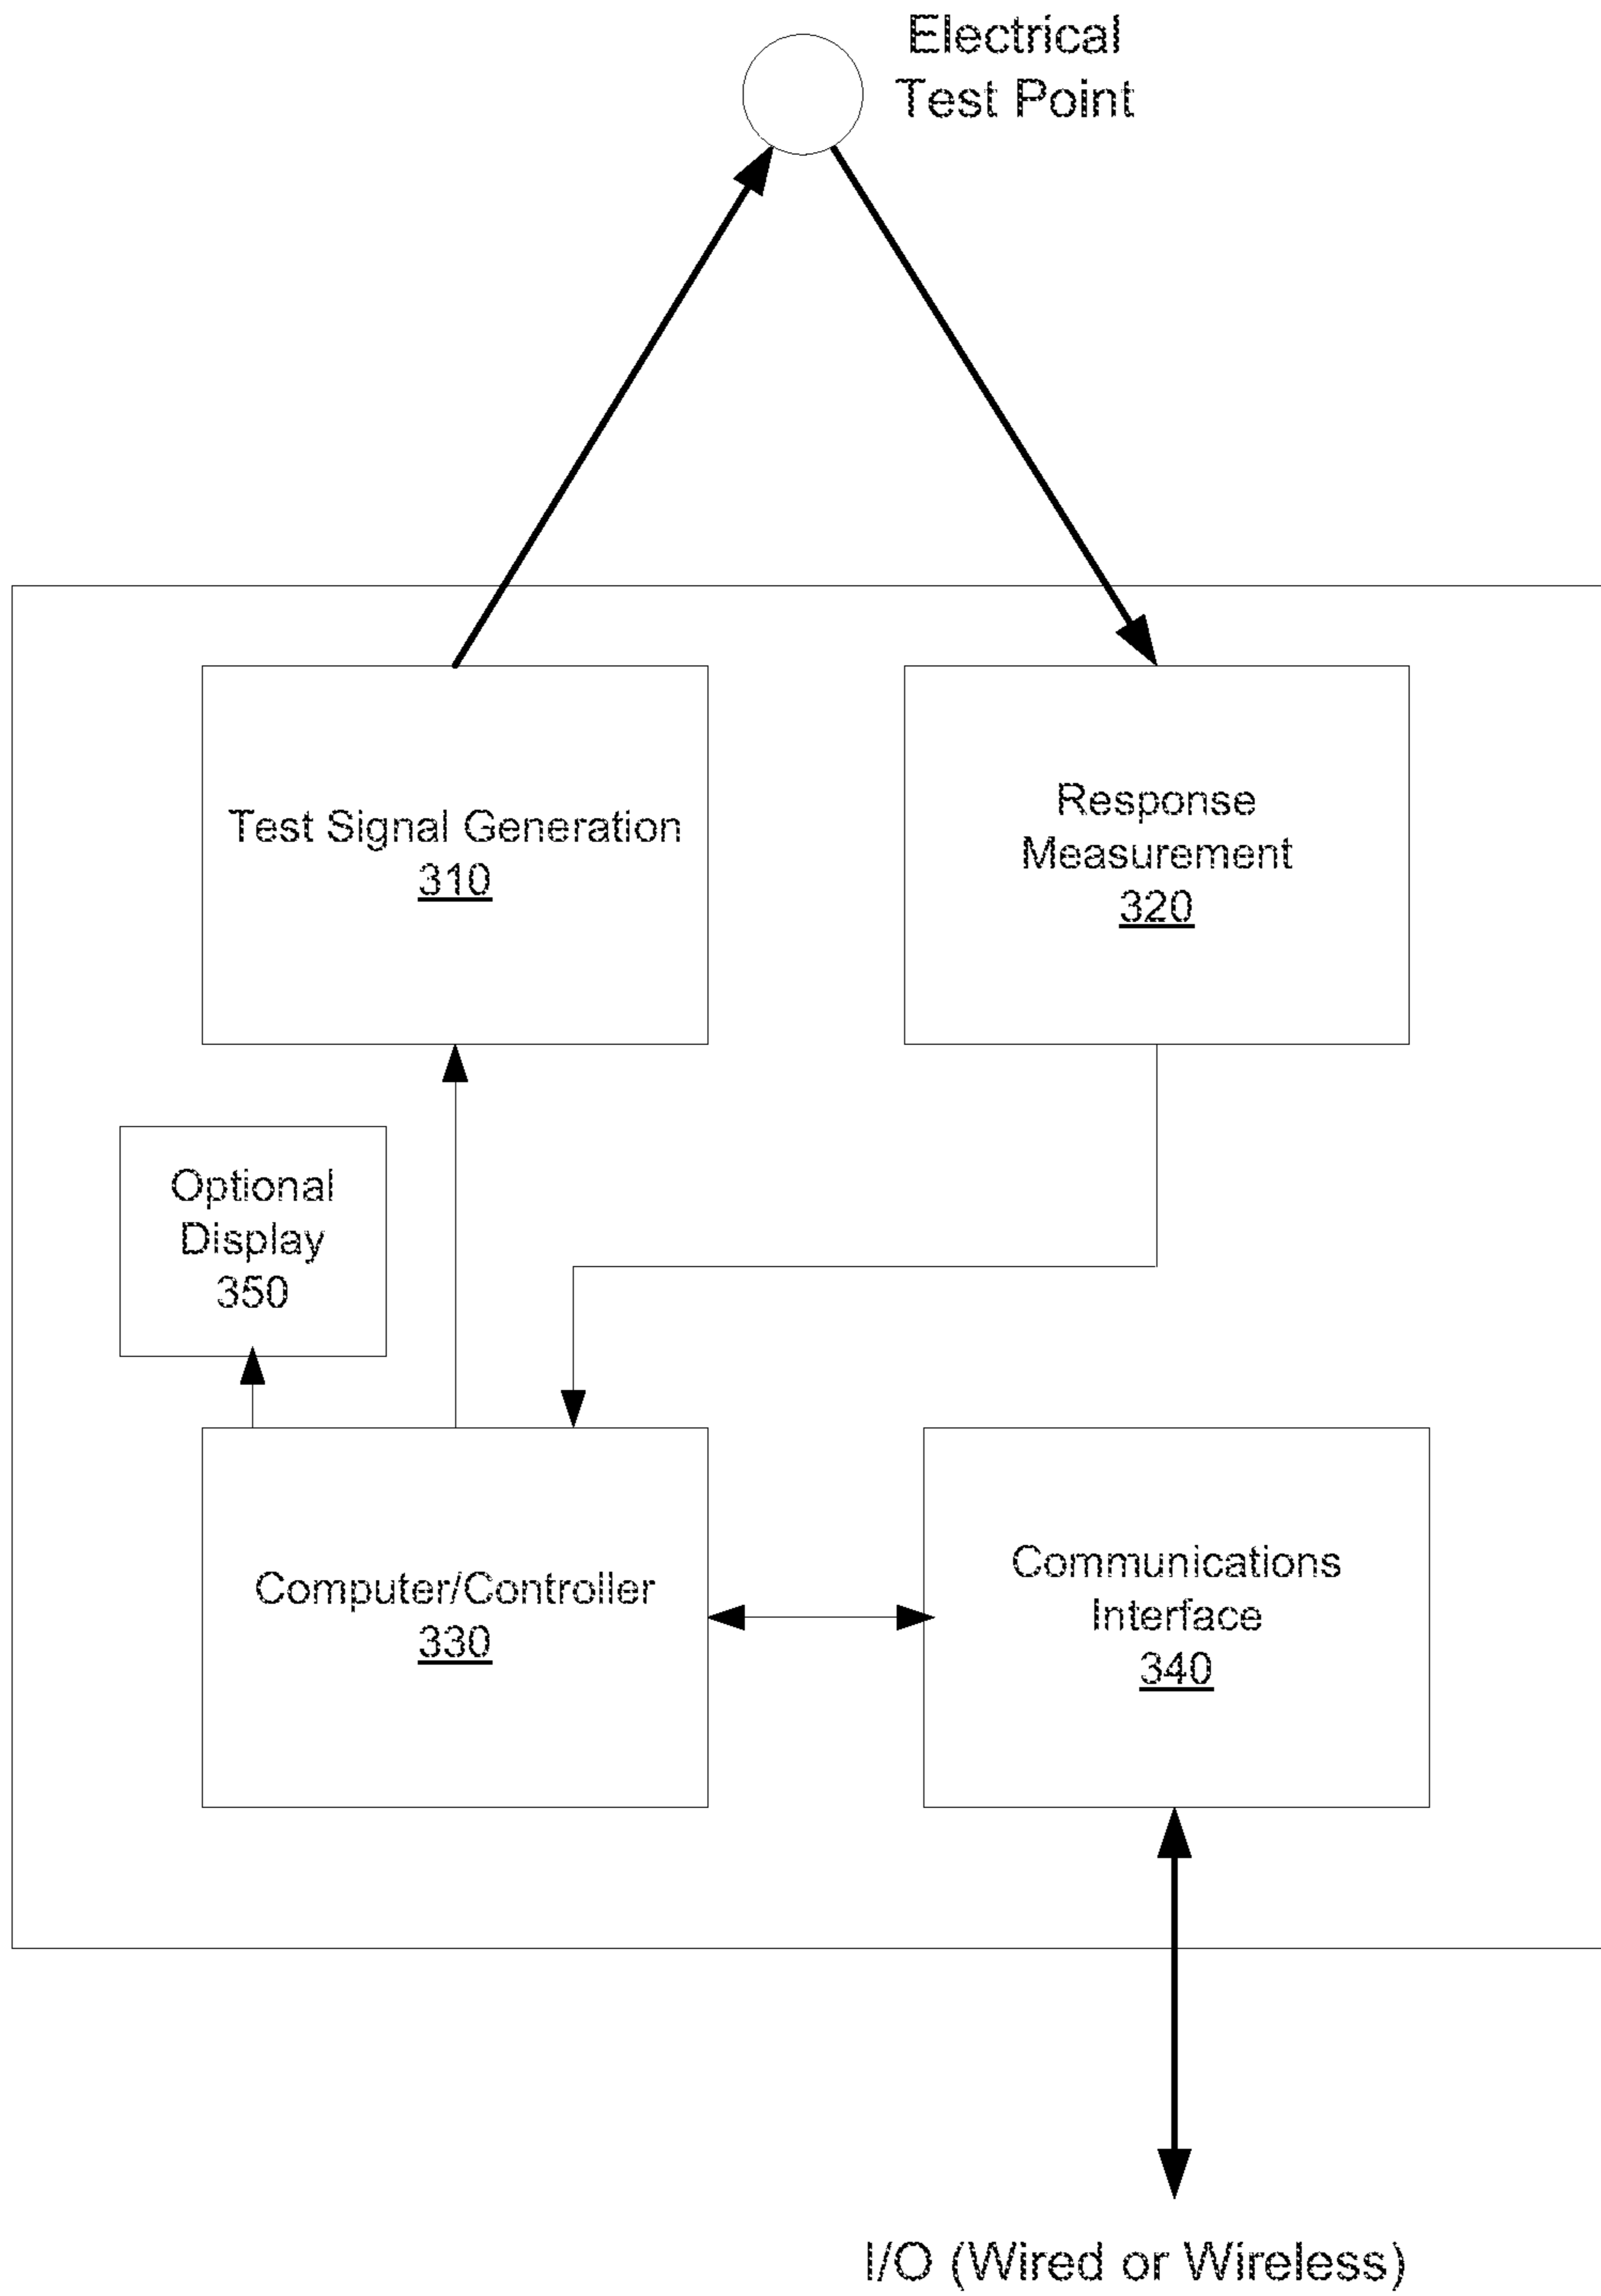 Electrical
Test Point
Test Signal Generation
310
Response
Measurement
320
Optional
Display
350
Computer/Controller
330
Communications
Interface
340
I/O (Wired or Wireless)